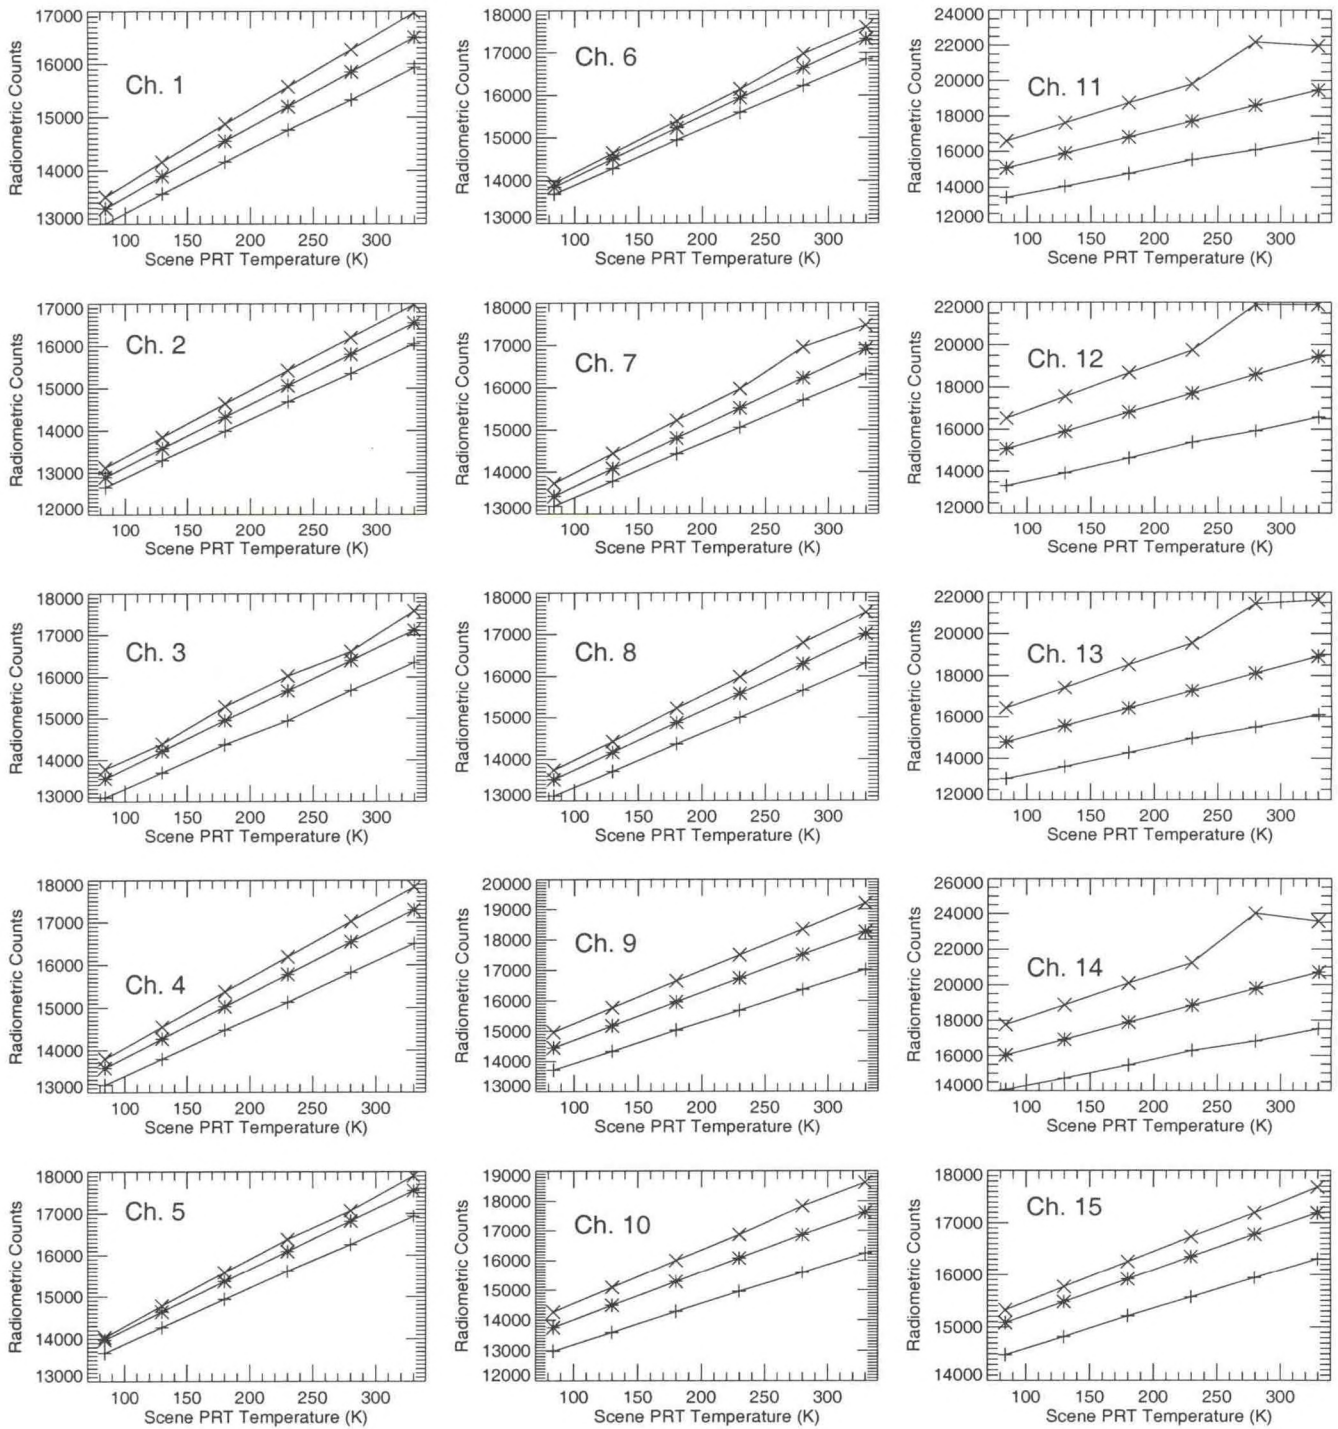 Radiometric Counts
17000
16000
15000
14000
13000
Ch. 1
100 150 200 250 300
Scene PRT Temperature (K)
Radiometric Counts
18000
17000
16000
15000
14000
13000
Ch. 6
100 150 200 250 300
Scene PRT Temperature (K)
Radiometric Counts
24000
22000
20000
18000
16000
14000
12000
Ch. 11
100 150 200 250 300
Scene PRT Temperature (K)
Radiometric Counts
17000
16000
15000
14000
13000
12000
Ch. 2
100 150 200 250 300
Scene PRT Temperature (K)
Radiometric Counts
18000
17000
16000
15000
14000
13000
Ch. 7
100 150 200 250 300
Scene PRT Temperature (K)
Radiometric Counts
22000
20000
18000
16000
14000
12000
Ch. 12
100 150 200 250 300
Scene PRT Temperature (K)
Radiometric Counts
18000
17000
16000
15000
14000
13000
Ch. 3
100 150 200 250 300
Scene PRT Temperature (K)
Radiometric Counts
18000
17000
16000
15000
14000
13000
Ch. 8
100 150 200 250 300
Scene PRT Temperature (K)
Radiometric Counts
22000
20000
18000
16000
14000
12000
Ch. 13
100 150 200 250 300
Scene PRT Temperature (K)
Radiometric Counts
18000
17000
16000
15000
14000
13000
Ch. 4
100 150 200 250 300
Scene PRT Temperature (K)
Radiometric Counts
20000
19000
18000
17000
16000
15000
14000
13000
Ch. 9
100 150 200 250 300
Scene PRT Temperature (K)
Radiometric Counts
26000
24000
22000
20000
18000
16000
14000
Ch. 14
100 150 200 250 300
Scene PRT Temperature (K)
Radiometric Counts
18000
17000
16000
15000
14000
13000
Ch. 5
100 150 200 250 300
Scene PRT Temperature (K)
Radiometric Counts
19000
18000
17000
16000
15000
14000
13000
12000
Ch. 10
100 150 200 250 300
Scene PRT Temperature (K)
Radiometric Counts
18000
17000
16000
15000
14000
Ch. 15
100 150 200 250 300
Scene PRT Temperature (K)